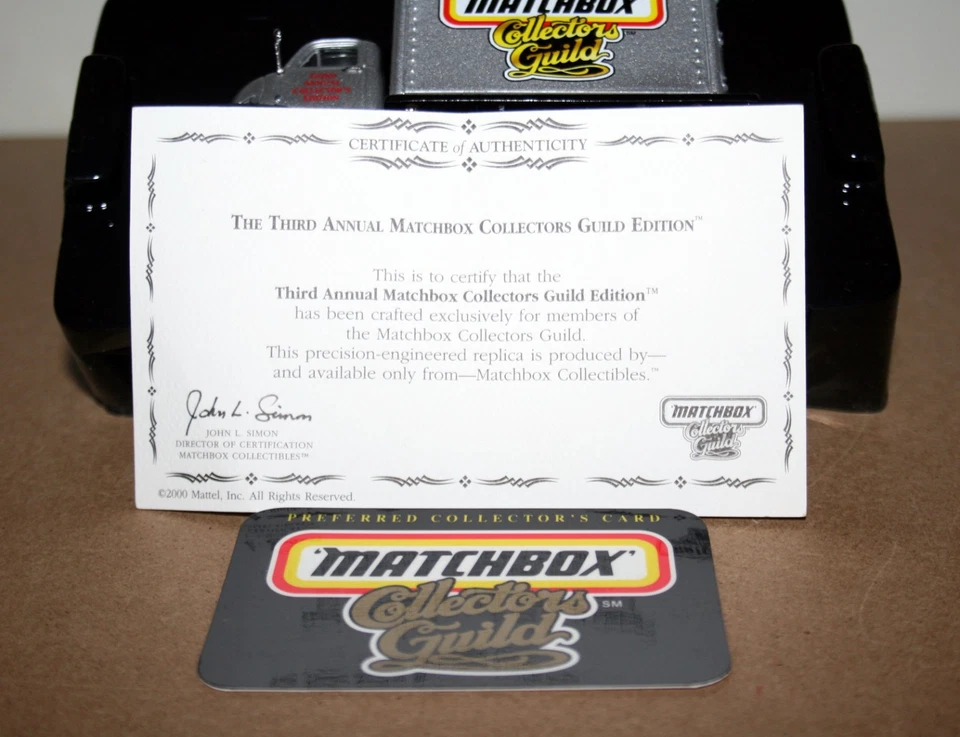 MATCHBOX
Collectors
Guild
CERTIFICATE of AUTHENTICITY
THE THIRD ANNUAL MATCHBOX COLLECTORS GUILD EDITION™
This is to certify that the
Third Annual Matchbox Collectors Guild Edition™
has been crafted exclusively for members of
the Matchbox Collectors Guild.
This precision-engineered replica is produced by—
and available only from—Matchbox Collectibles.™
John L. Simon
JOHN L. SIMON
DIRECTOR OF CERTIFICATION
MATCHBOX COLLECTIBLES™
MATCHBOX
Collectors
Guild
©2000 Mattel, Inc. All Rights Reserved.
PREFERRED COLLECTOR'S CARD
'MATCHBOX'
Collectors SM
Guild